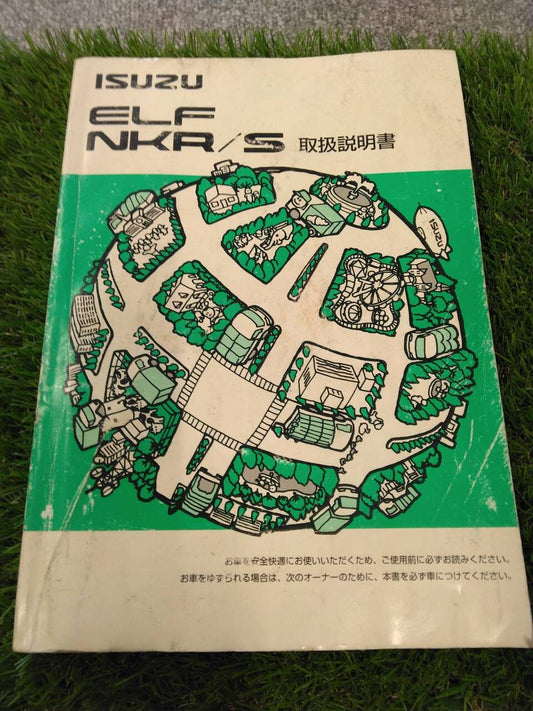 ISUZU
ELF
NKR/S 取扱説明書
ISUZU
お車を安全快適にお使いいただくため、ご使用前に必ずお読みください。
お車をゆずられる場合は、次のオーナーのために、本書を必ず車につけてください。